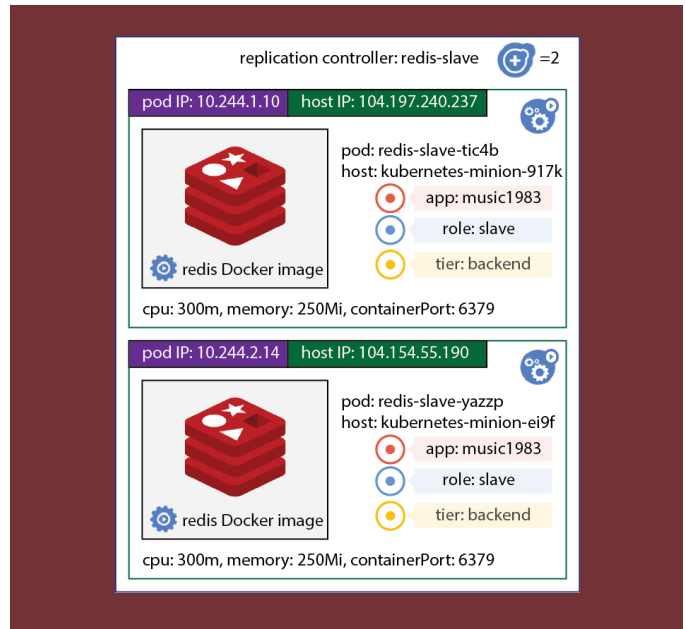 replication controller: redis-slave =2
pod IP: 10.244.1.10 host IP: 104.197.240.237
pod: redis-slave-tic4b
host: kubernetes-minion-917k
app: music1983
role: slave
tier: backend
redis Docker image
cpu: 300m, memory: 250Mi, containerPort: 6379
pod IP: 10.244.2.14 host IP: 104.154.55.190
pod: redis-slave-yazzp
host: kubernetes-minion-ei9f
app: music1983
role: slave
tier: backend
redis Docker image
cpu: 300m, memory: 250Mi, containerPort: 6379